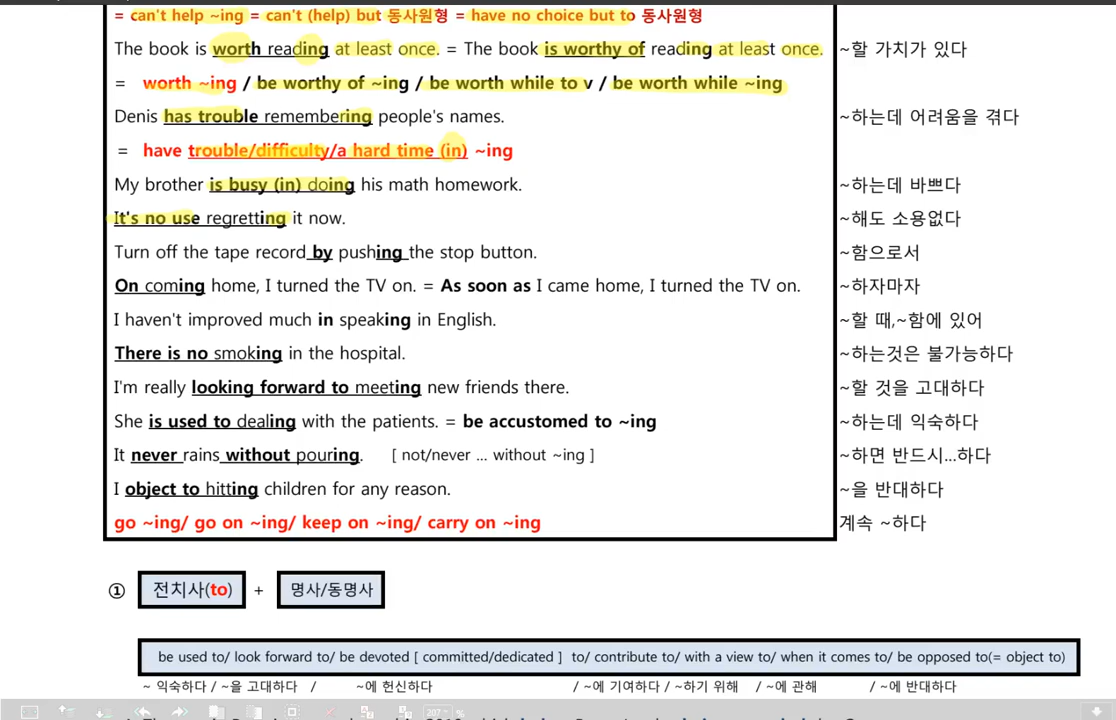 = can't help ~ing = can't (help) but 동사원형 = have no choice but to 동사원형
The book is worth reading at least once. = The book is worthy of reading at least once. ~할 가치가 있다
= worth ~ing / be worthy of ~ing / be worth while to v / be worth while ~ing
Denis has trouble remembering people's names. ~하는데 어려움을 겪다
= have trouble/difficulty/a hard time (in) ~ing
My brother is busy (in) doing his math homework. ~하는데 바쁘다
It's no use regretting it now. ~해도 소용없다
Turn off the tape record by pushing the stop button. ~함으로서
On coming home, I turned the TV on. = As soon as I came home, I turned the TV on. ~하자마자
I haven't improved much in speaking in English. ~할 때,~함에 있어
There is no smoking in the hospital. ~하는것은 불가능하다
I'm really looking forward to meeting new friends there. ~할 것을 고대하다
She is used to dealing with the patients. = be accustomed to ~ing ~하는데 익숙하다
It never rains without pouring. [ not/never ... without ~ing ] ~하면 반드시...하다
I object to hitting children for any reason. ~을 반대하다
go ~ing/ go on ~ing/ keep on ~ing/ carry on ~ing 계속 ~하다
① 전치사(to) + 명사/동명사
be used to/ look forward to/ be devoted [ committed/dedicated ] to/ contribute to/ with a view to/ when it comes to/ be opposed to(= object to)
~ 익숙하다 / ~을 고대하다 / ~에 헌신하다 / ~에 기여하다 / ~하기 위해 / ~에 관해 / ~에 반대하다
207 %